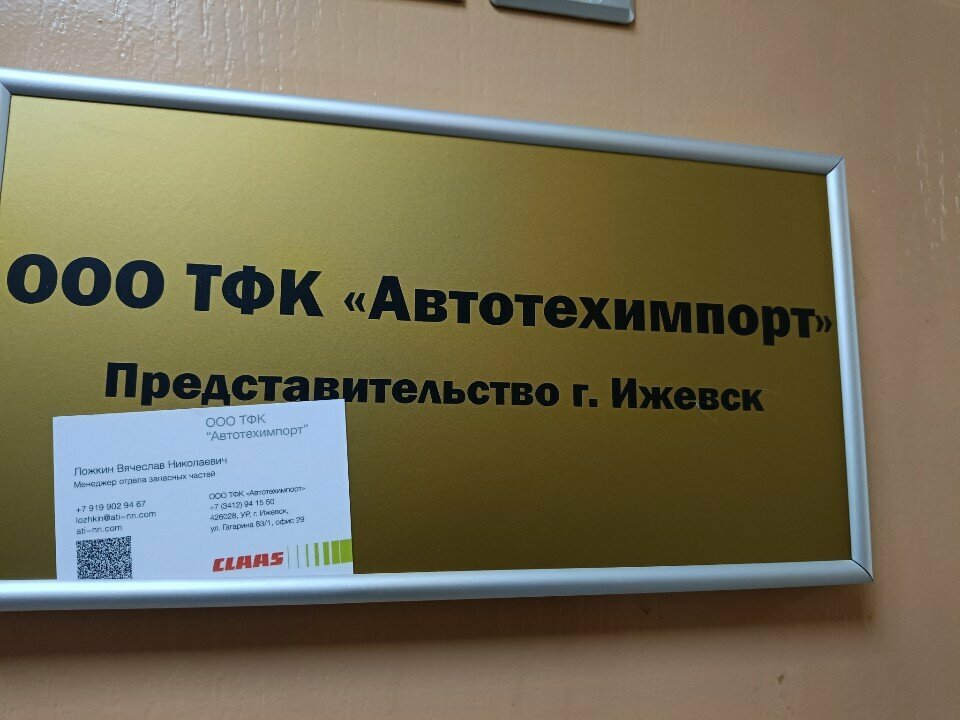 ООО ТФК «Автотехимпорт»
Представительство г. Ижевск
ООО ТФК
"Автотехимпорт"
Ложкин Вячеслав Николаевич
Менеджер отдела запасных частей
+7 919 902 94 67
lozhkin@ati-nn.com
ati-nn.com
ООО ТФК «Автотехимпорт»
+7 (3412) 94 15 50
426028, УР, г. Ижевск,
ул. Гагарина 83/1, офис 29
CLAAS